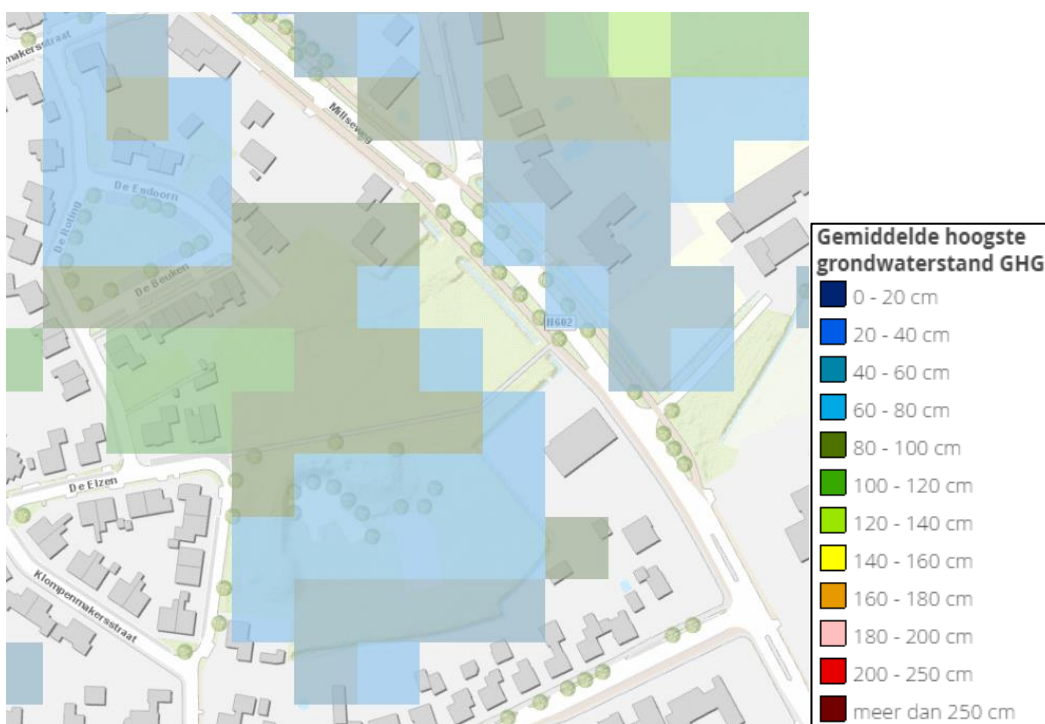 makersstraat
Millseweg
De Esdoorn
De Roting
De Beuken
N602
De Elzen
Klompenmakersstraat
Gemiddelde hoogste
grondwaterstand GHG
0 - 20 cm
20 - 40 cm
40 - 60 cm
60 - 80 cm
80 - 100 cm
100 - 120 cm
120 - 140 cm
140 - 160 cm
160 - 180 cm
180 - 200 cm
200 - 250 cm
meer dan 250 cm